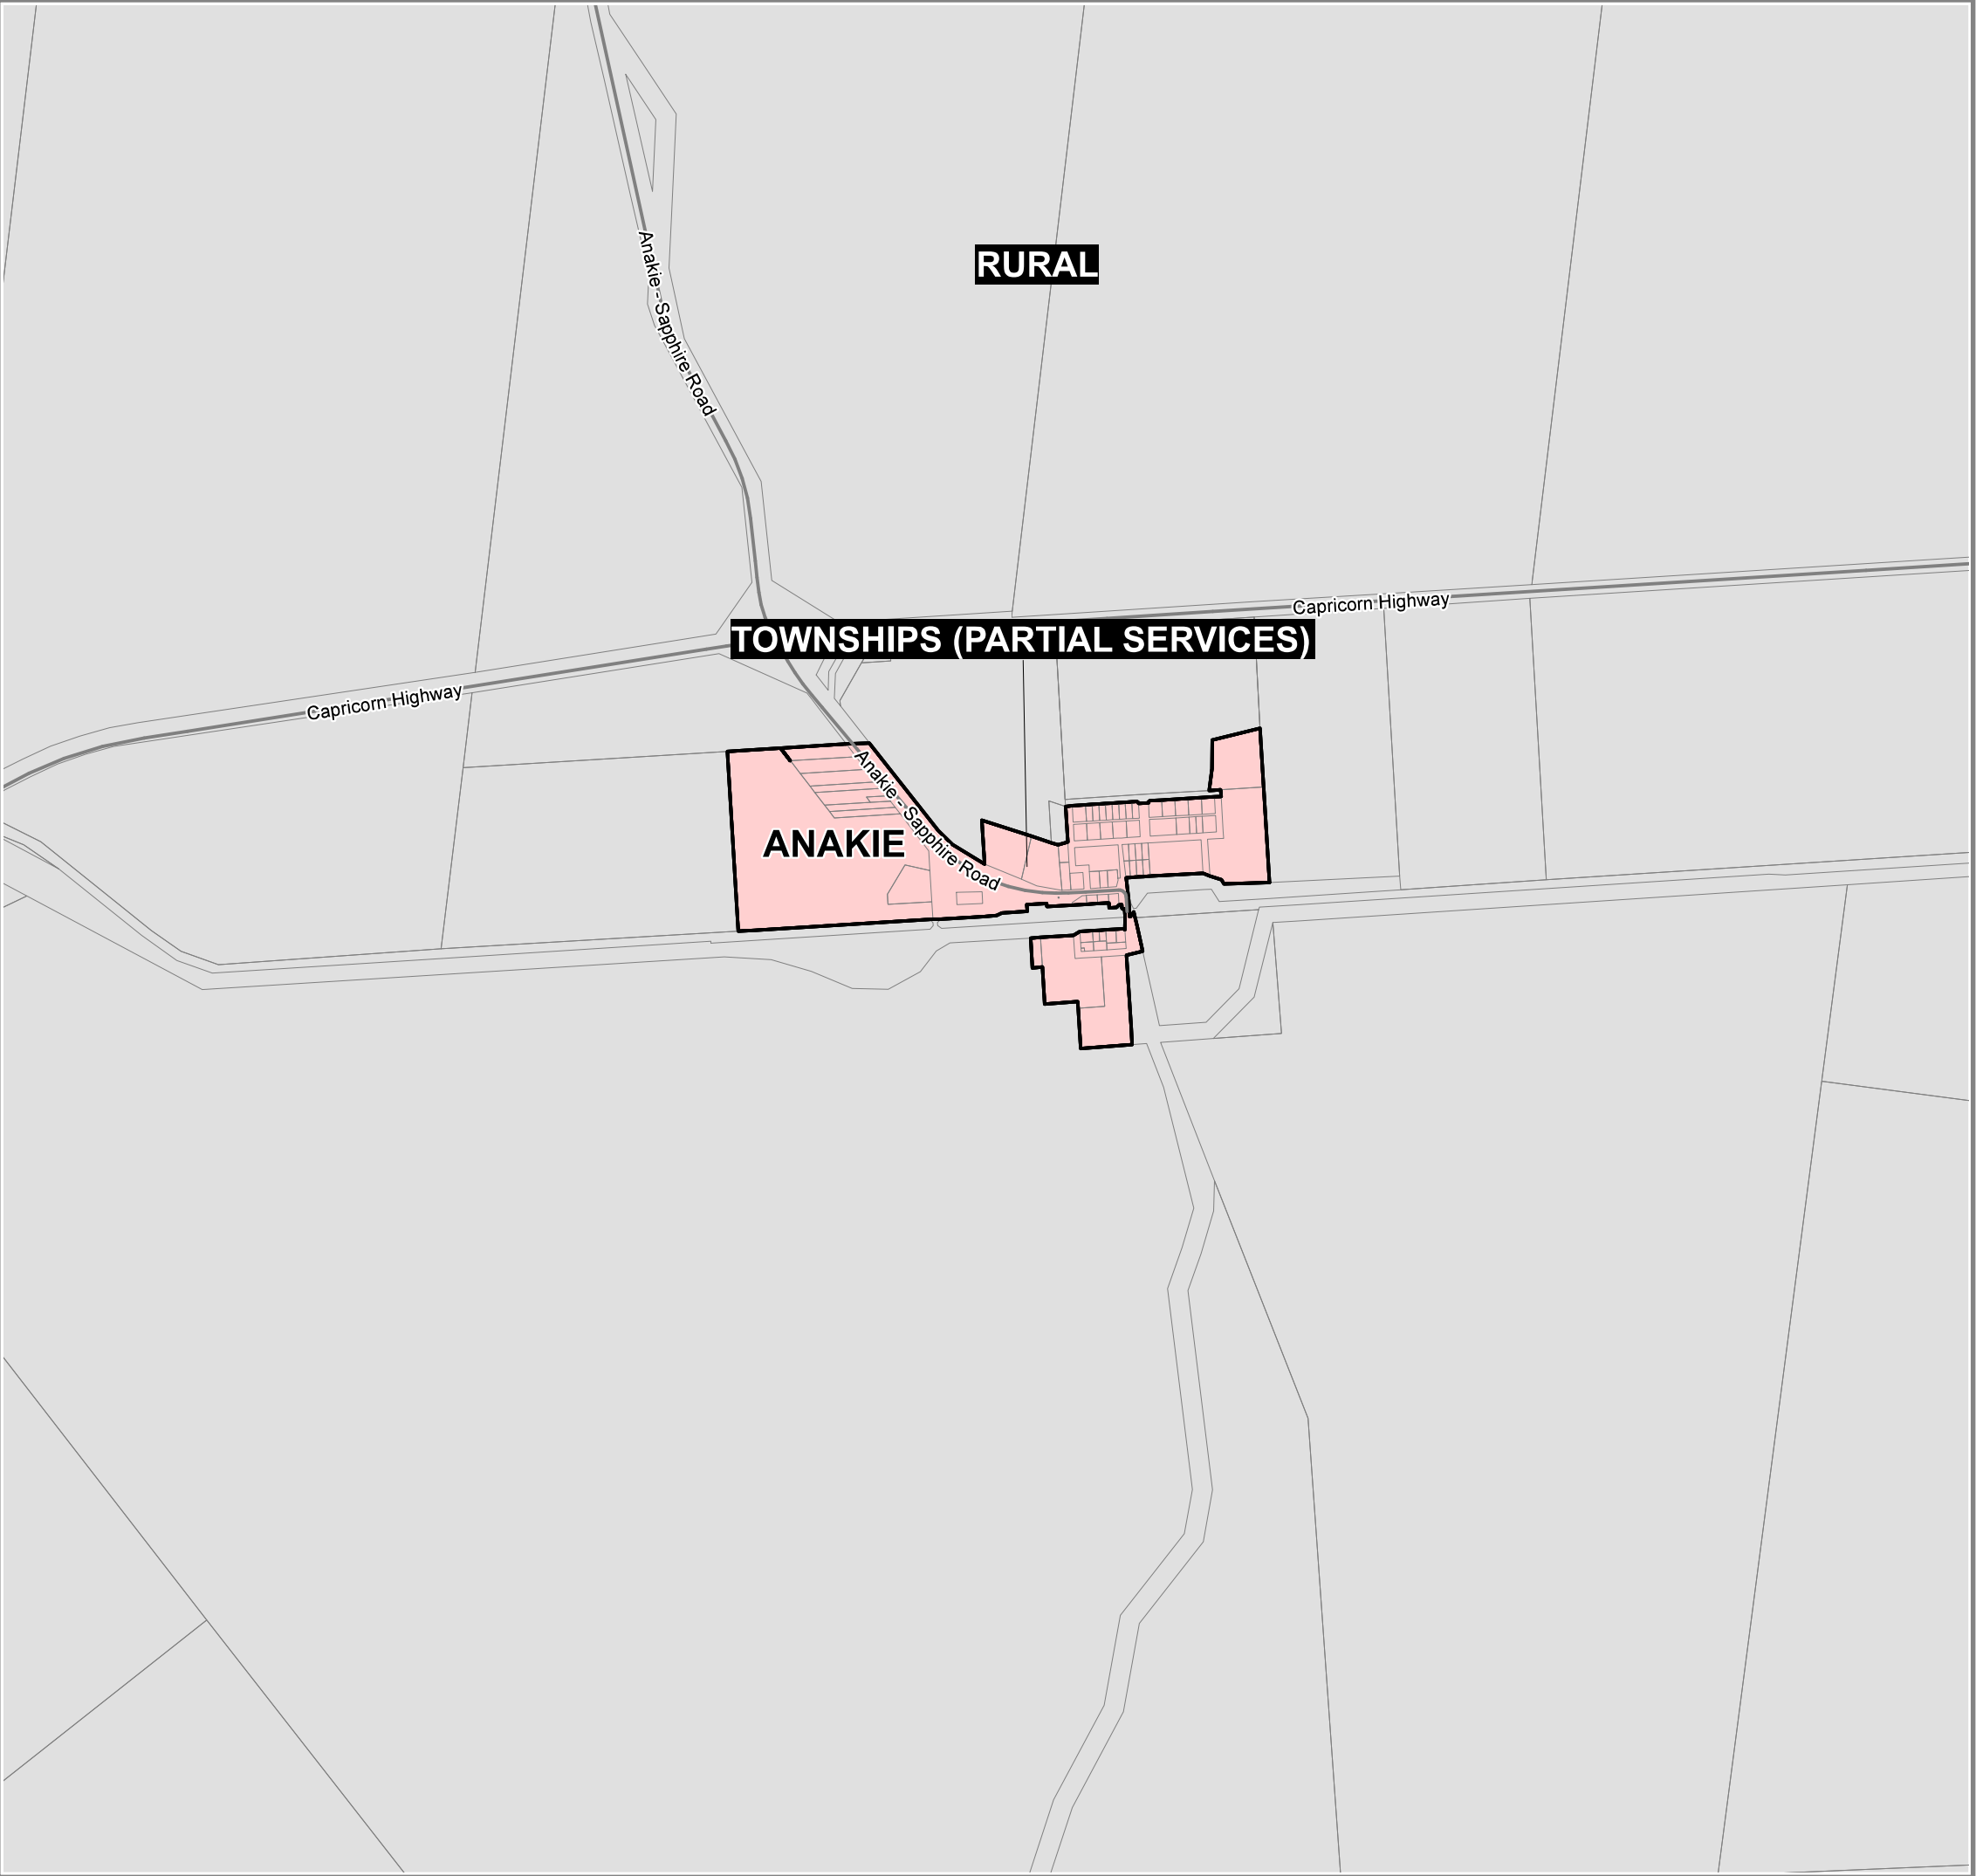 Anakie - Sapphire Road
RURAL
Capricorn Highway
TOWNSHIPS (PARTIAL SERVICES)
Capricorn Highway
Anakie - Sapphire Road
ANAKIE